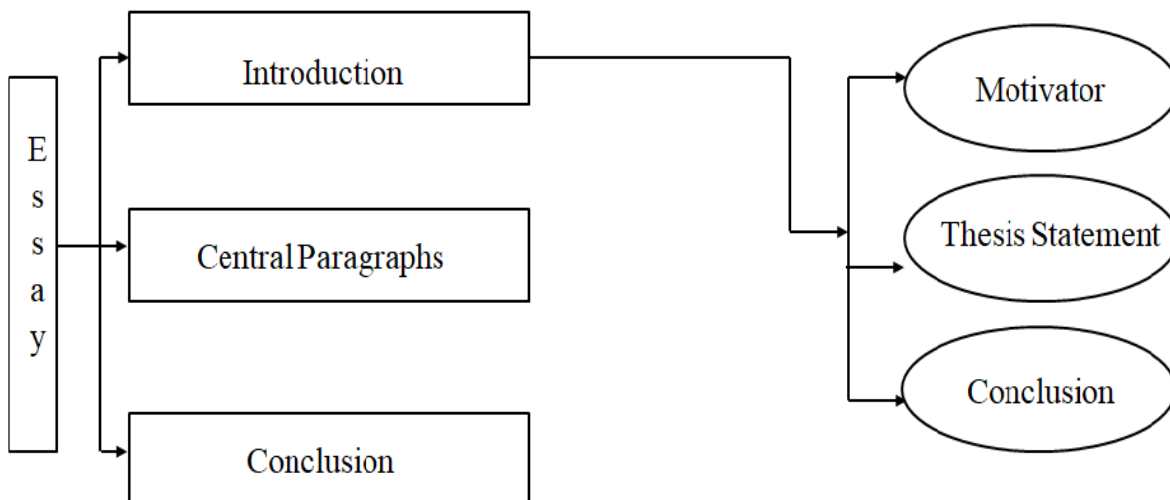 Essay
Introduction
Central Paragraphs
Conclusion
Motivator
Thesis Statement
Conclusion